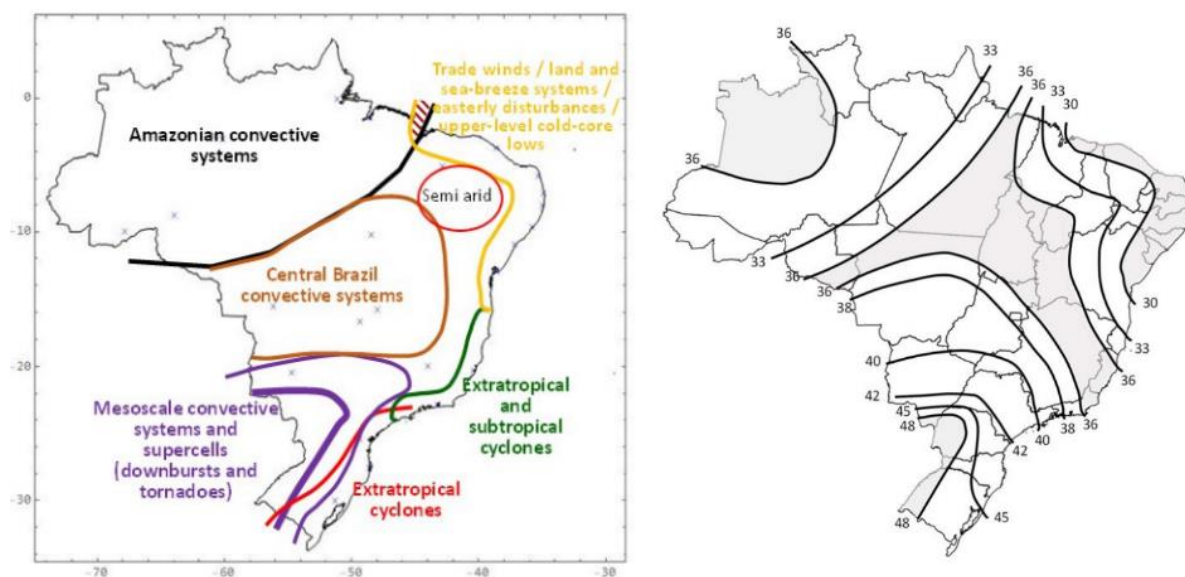 Trade winds / land and
sea-breeze systems /
easterly disturbances /
upper-level cold-core
lows
Amazonian convective
systems
Semi arid
Central Brazil
convective systems
Mesoscale convective
systems and
supercells
(downbursts and
tornadoes)
Extratropical and
subtropical
cyclones
Extratropical
cyclones
0
-10
-20
-30
-70
-60
-50
-40
-30
36
33
36
36
33
30
36
33
36
36
38
30
33
36
40
42
45
48
40
38
36
42
48
45